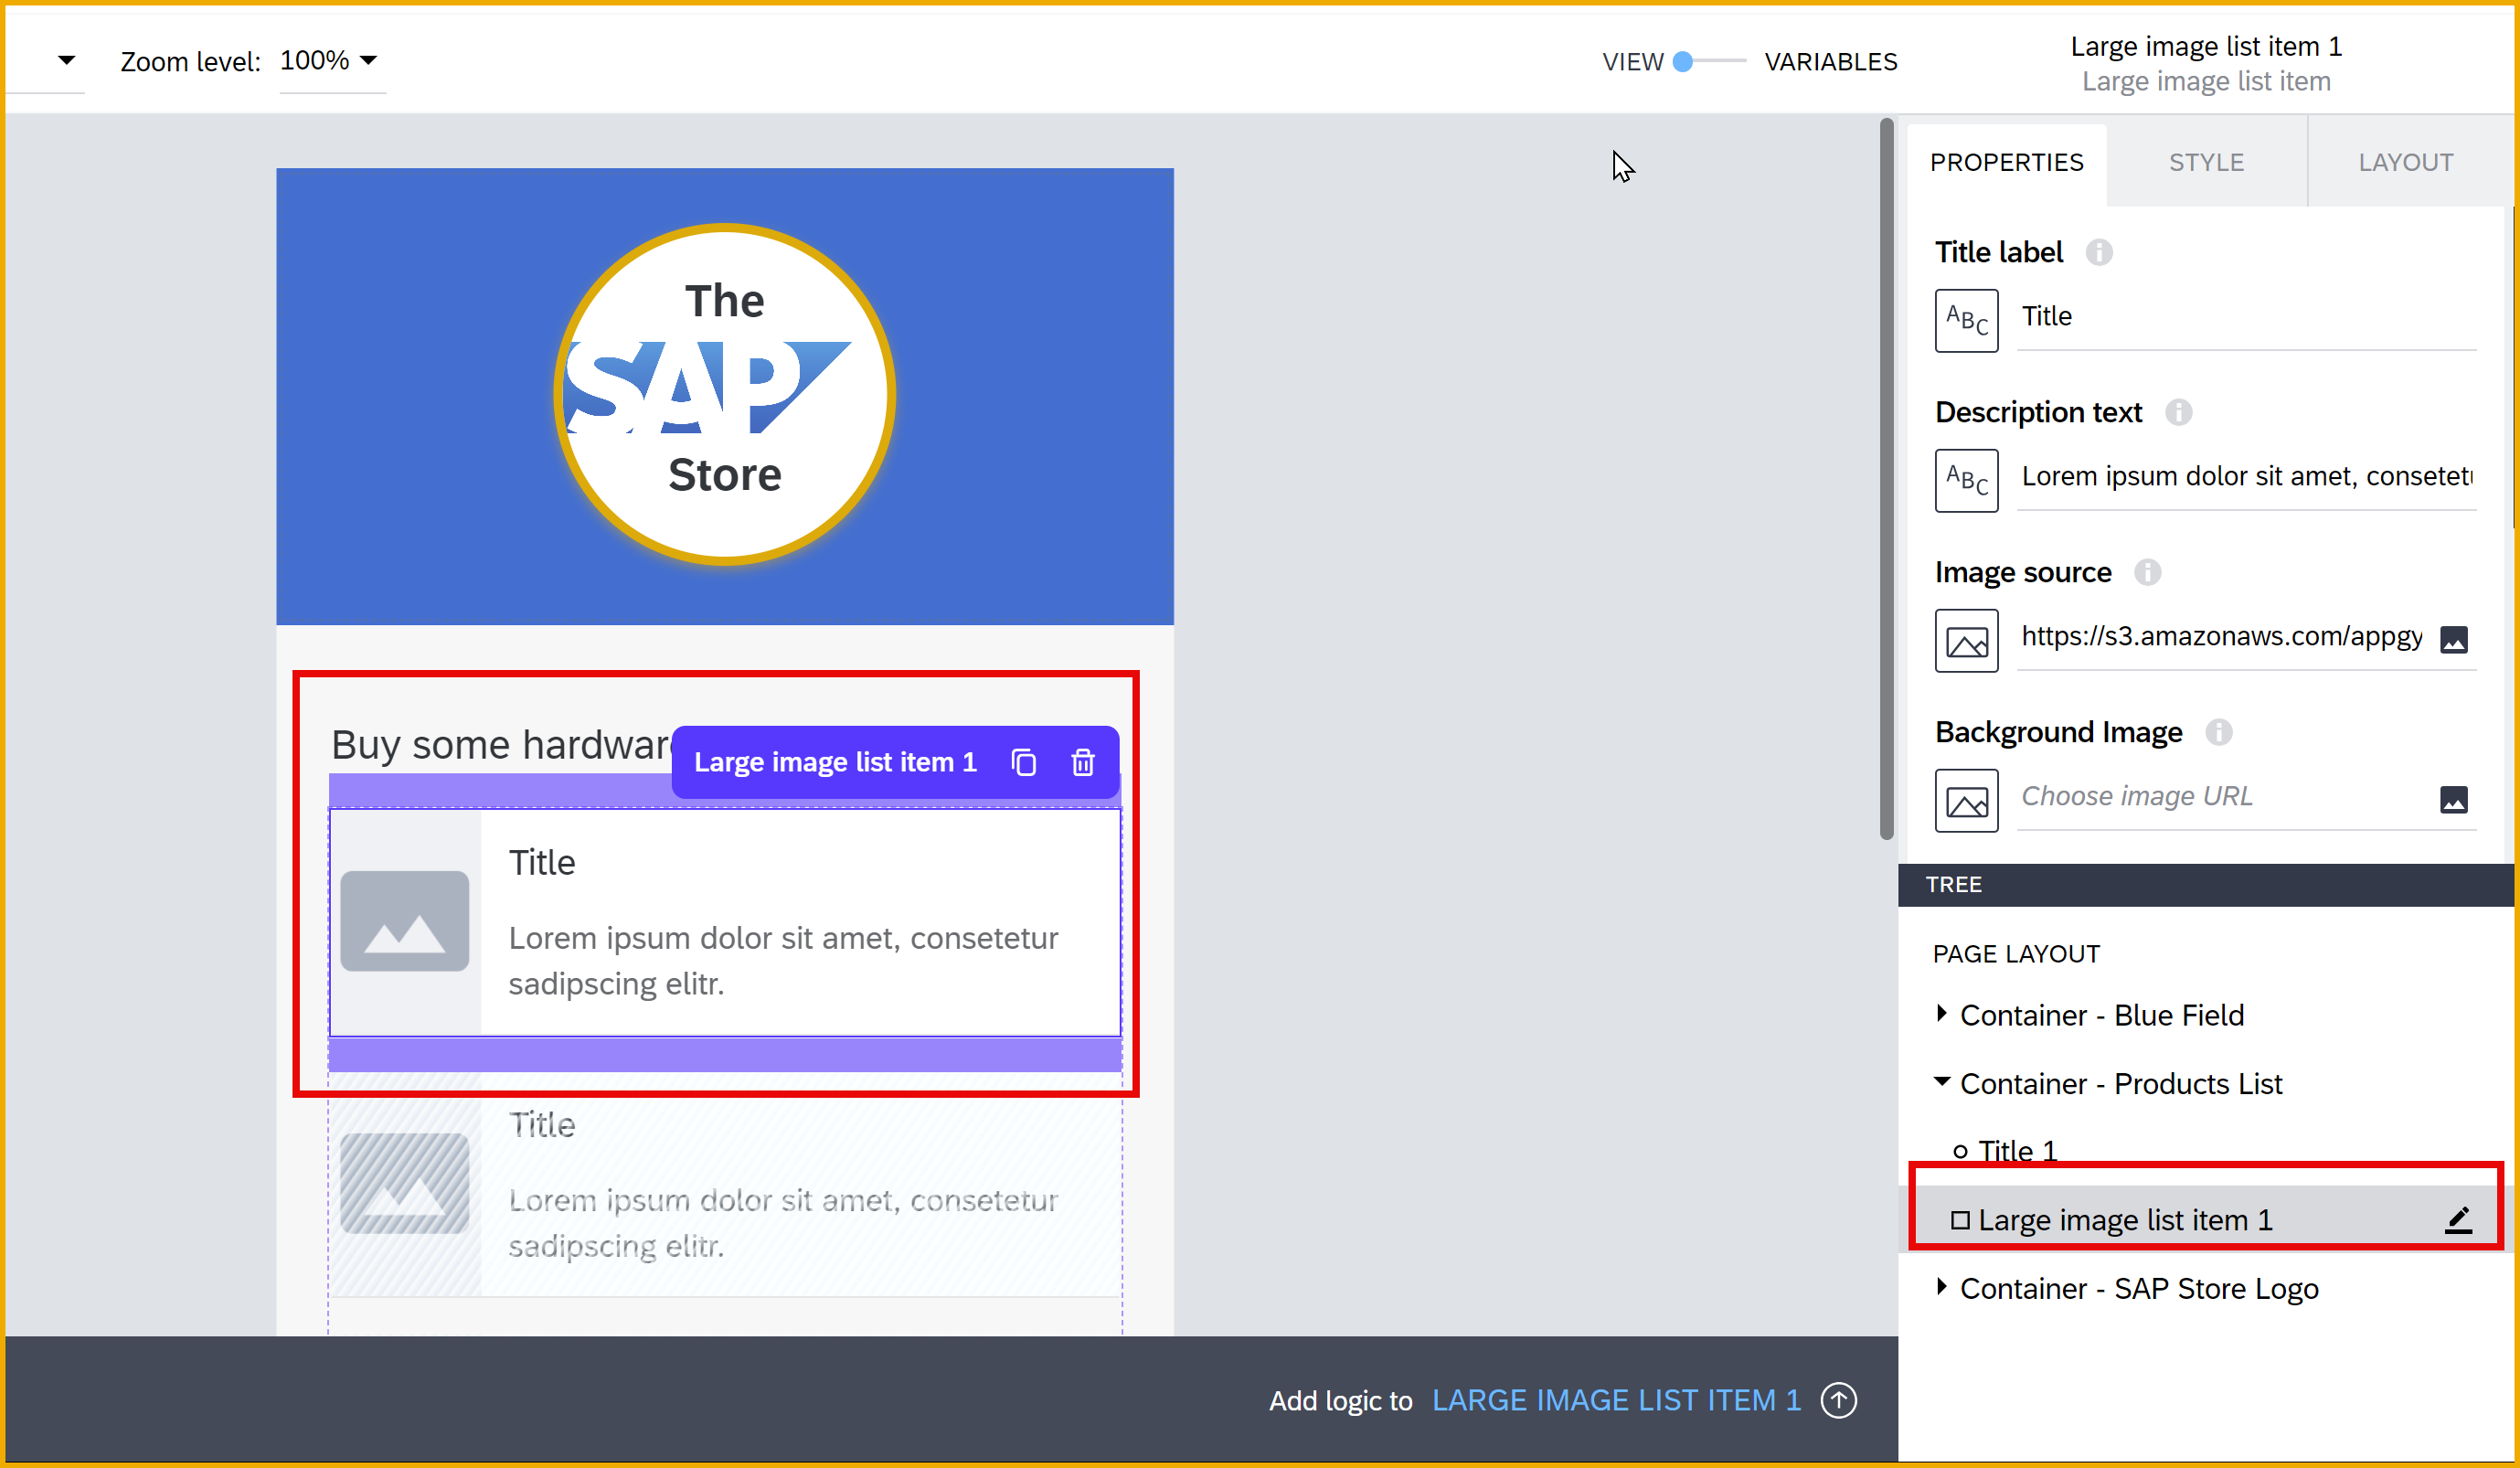 Zoom level: 100%
VIEW VARIABLES
Large image list item 1
Large image list item
The
SAP
Store
Buy some hardwar
Large image list item 1
Title
Lorem ipsum dolor sit amet, consetetur
sadipscing elitr.
Title
Lorem ipsum dolor sit amet, consetetur
sadipscing elitr.
Add logic to LARGE IMAGE LIST ITEM 1
PROPERTIES STYLE LAYOUT
Title label
ABC Title
Description text
ABC Lorem ipsum dolor sit amet, consetet
Image source
https://s3.amazonaws.com/appgy
Background Image
Choose image URL
TREE
PAGE LAYOUT
Container - Blue Field
Container - Products List
Title 1
Large image list item 1
Container - SAP Store Logo